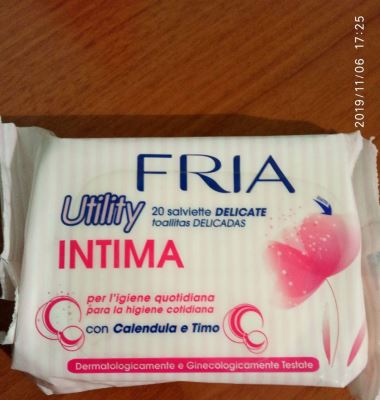 2019/11/06 17:25
FRIA
Utility
20 salviette DELICATE
toallitas DELICADAS
INTIMA
per l'igiene quotidiana
para la higiene cotidiana
con Calendula e Timo
Dermatologicamente e Ginecologicamente Testate